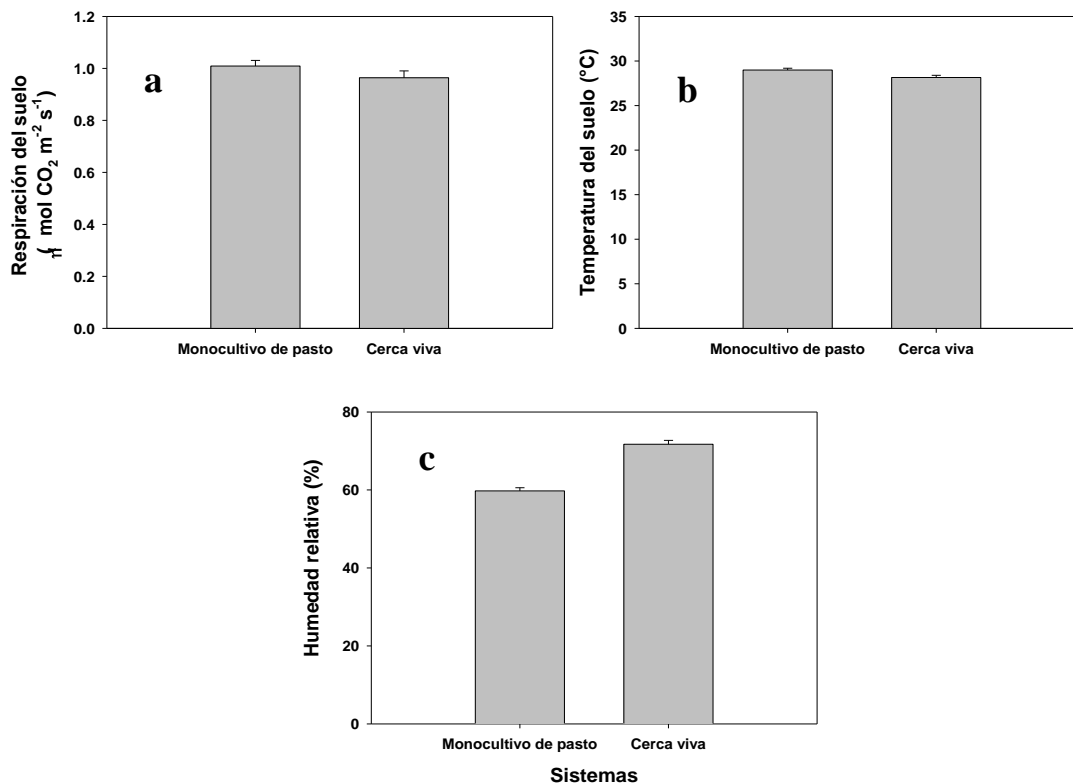 a
Respiración del suelo
( mol CO₂ m⁻² s⁻¹)
1.2
1.0
0.8
0.6
0.4
0.2
0.0
Monocultivo de pasto
Cerca viva
b
Temperatura del suelo (°C)
35
30
25
20
15
10
5
0
Monocultivo de pasto
Cerca viva
c
Humedad relativa (%)
80
60
40
20
0
Monocultivo de pasto
Cerca viva
Sistemas